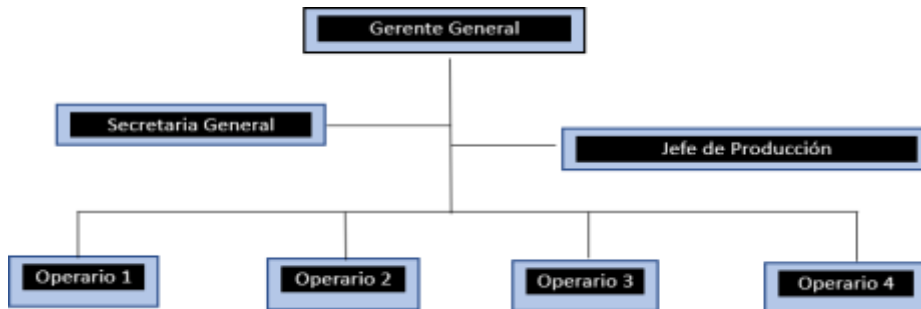 Gerente General
Secretaria General
Jefe de Producción
Operario 1
Operario 2
Operario 3
Operario 4